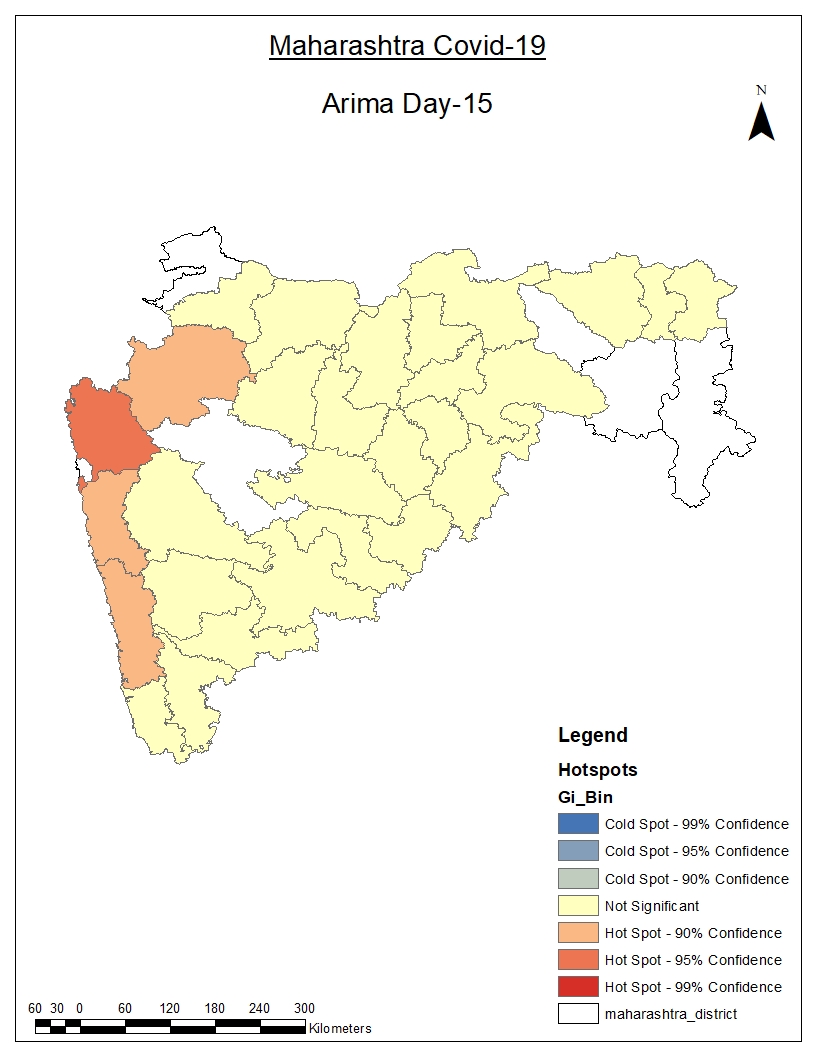 Maharashtra Covid-19
Arima Day-15
N
Legend
Hotspots
Gi_Bin
Cold Spot - 99% Confidence
Cold Spot - 95% Confidence
Cold Spot - 90% Confidence
Not Significant
Hot Spot - 90% Confidence
Hot Spot - 95% Confidence
Hot Spot - 99% Confidence
maharashtra_district
60 30 0 60 120 180 240 300
Kilometers